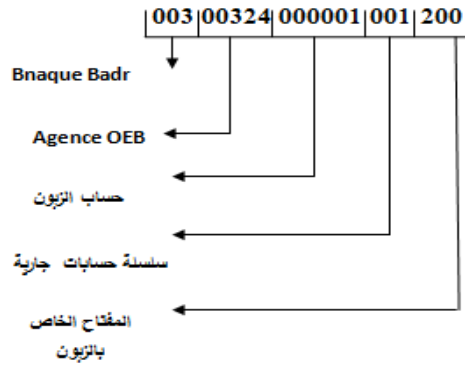 003 00324 000001 001 200
Bnaque Badr
Agence OEB
حساب الزبون
سلسلة حسابات جارية
المفتاح الخاص
بالزبون